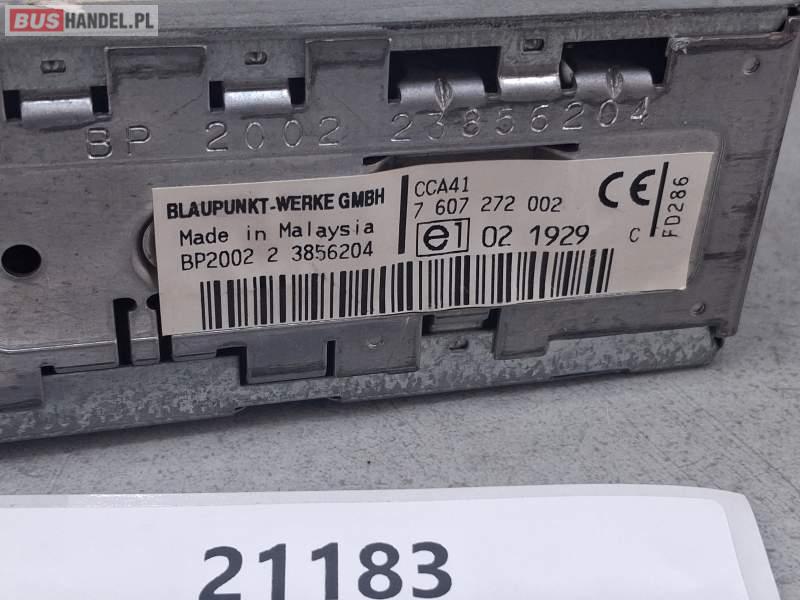 BUSHANDEL.PL
BP 2002 23856204
BLAUPUNKT-WERKE GMBH
Made in Malaysia
BP2002 2 3856204
CCA41
7 607 272 002
e1 02 1929 C
CE
FD286
21183